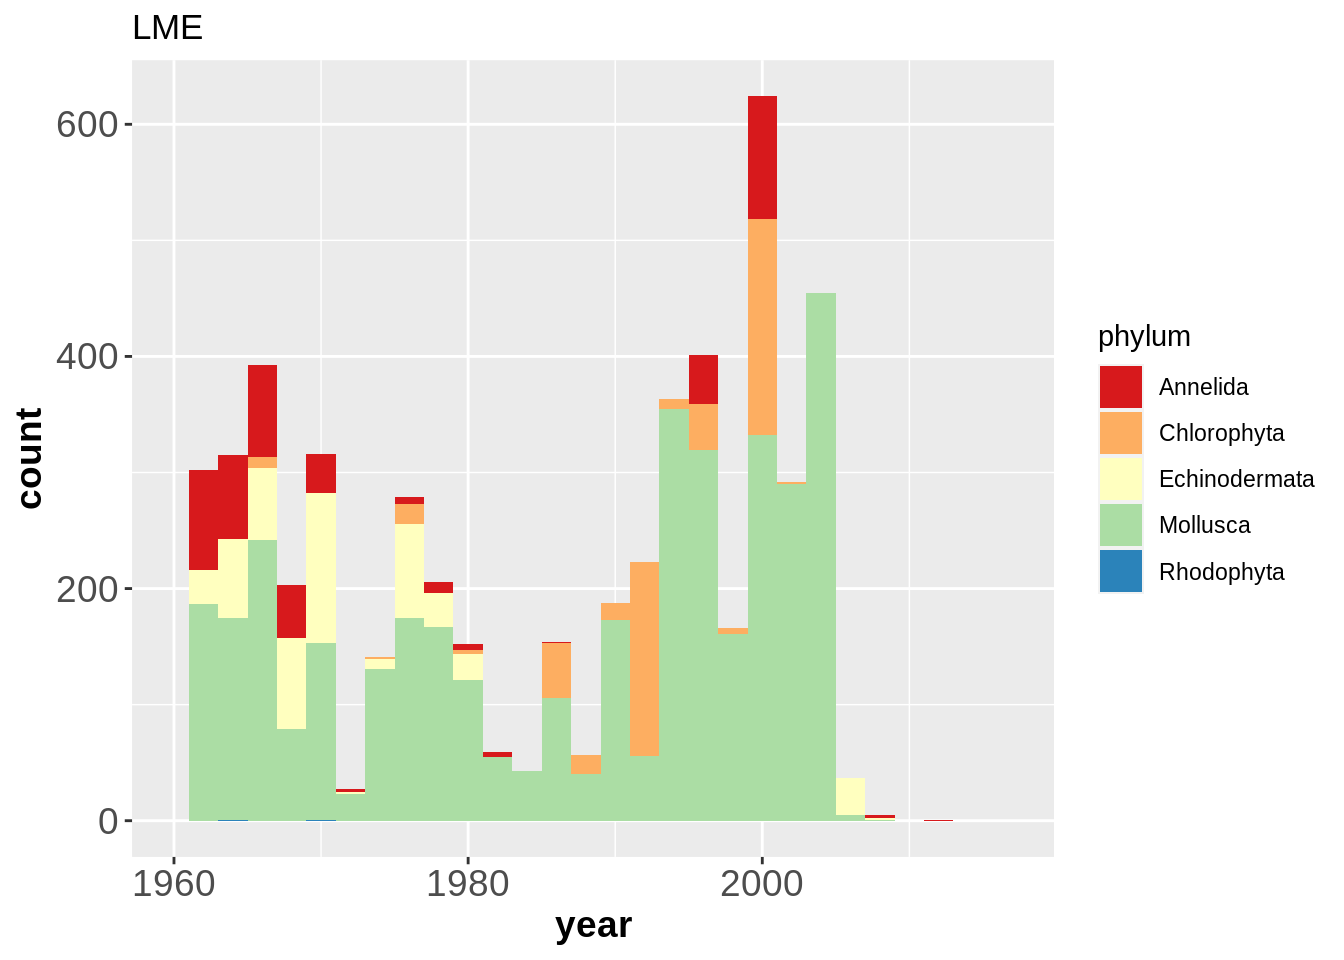 LME
600
400
200
0
count
1960
1980
2000
year
phylum
Annelida
Chlorophyta
Echinodermata
Mollusca
Rhodophyta